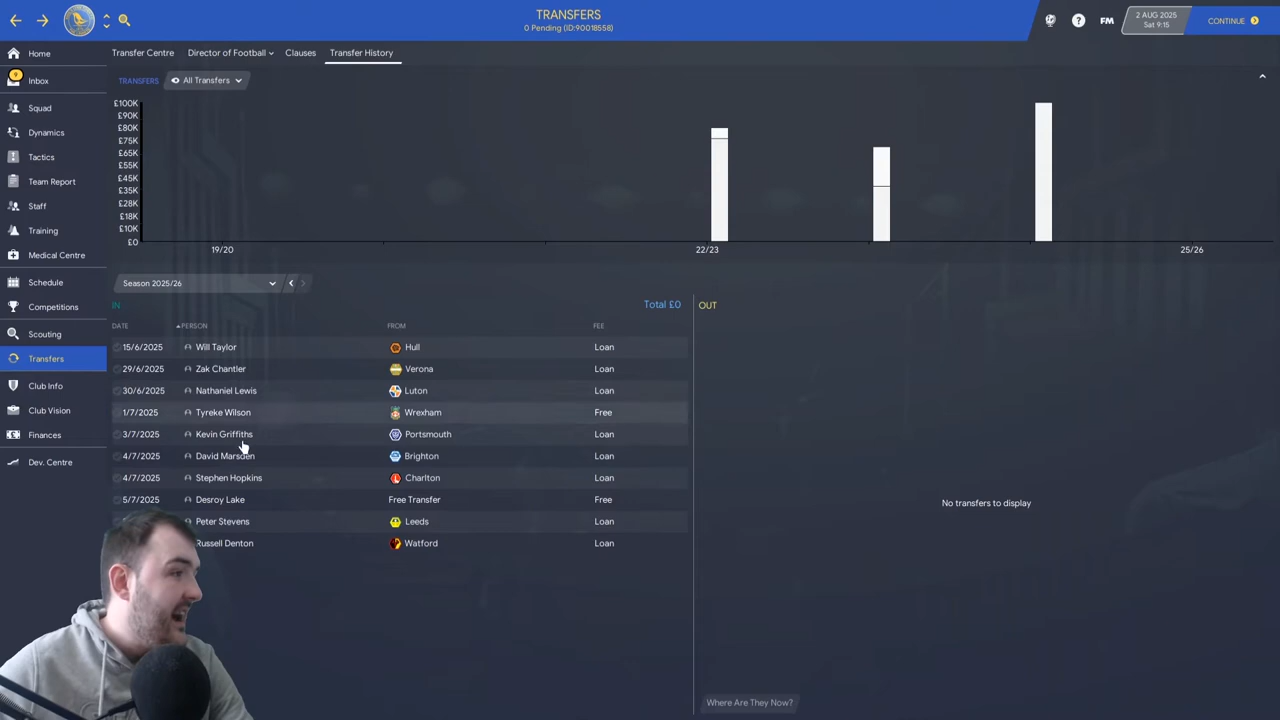 TRANSFERS
0 Pending (ID:90018558)
FM
2 AUG 2025
Sat 9:15
CONTINUE
Home
Transfer Centre
Director of Football
Clauses
Transfer History
9
Inbox
TRANSFERS
All Transfers
Squad
Dynamics
Tactics
Team Report
Staff
Training
Medical Centre
Schedule
Competitions
Scouting
Transfers
Club Info
Club Vision
Finances
Dev. Centre
£100K
£90K
£80K
£75K
£65K
£55K
£45K
£35K
£28K
£18K
£10K
£0
19/20
22/23
25/26
Season 2025/26
IN
Total £0
OUT
DATE
PERSON
FROM
FEE
15/6/2025 Will Taylor Hull Loan
29/6/2025 Zak Chantler Verona Loan
30/6/2025 Nathaniel Lewis Luton Loan
1/7/2025 Tyreke Wilson Wrexham Free
3/7/2025 Kevin Griffiths Portsmouth Loan
4/7/2025 David Marsden Brighton Loan
4/7/2025 Stephen Hopkins Charlton Loan
5/7/2025 Desroy Lake Free Transfer Free
Peter Stevens Leeds Loan
Russell Denton Watford Loan
No transfers to display
Where Are They Now?